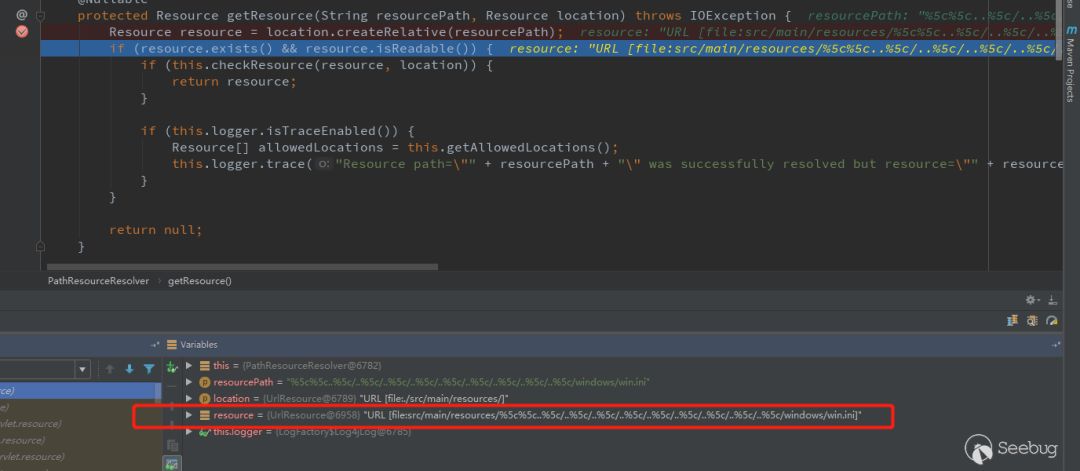 @Nullable
@ protected Resource getResource(String resourcePath, Resource location) throws IOException { resourcePath: "%5c%5c..%5c/..%5c/..%5
Resource resource = location.createRelative(resourcePath); resource: "URL [file:src/main/resources/%5c%5c..%5c/..%5c/..%
if (resource.exists() && resource.isReadable()) { resource: "URL [file:src/main/resources/%5c%5c..%5c/..%5c/..%5c/
if (this.checkResource(resource, location)) {
return resource;
}
if (this.logger.isTraceEnabled()) {
Resource[] allowedLocations = this.getAllowedLocations();
this.logger.trace( o: "Resource path=\"" + resourcePath + "\" was successfully resolved but resource=\"" + resource
}
}
return null;
}
se
m Maven Projects
PathResourceResolver › getResource()
Variables
this = {PathResourceResolver@6782}
p resourcePath = "%5c%5c..%5c/..%5c/..%5c/..%5c/..%5c/..%5c/..%5c/..%5c/..%5c/windows/win.ini"
p location = {UrlResource@6789} "URL [file:./src/main/resources/]"
resource = {UrlResource@6958} "URL [file:src/main/resources/%5c%5c..%5c/..%5c/..%5c/..%5c/..%5c/..%5c/..%5c/..%5c/..%5c/windows/win.ini]"
this.logger = {LogFactory$Log4jLog@6785}
rce)
e)
rvlet.resource)
.resource)
rvlet.resource)
let.resource)
Seebug